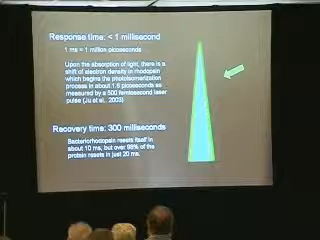 Response time: < 1 millisecond
1 ms = 1 million picoseconds
Upon the absorption of light, there is a
shift of electron density in rhodopsin
which begins the photoisomerization
process in about 1.6 picoseconds as
measured by a 500 femtosecond laser
pulse (Ju et al., 2003)
Recovery time: 300 milliseconds
Bacteriorhodopsin resets itself in
about 10 ms, but over 98% of the
protein resets in just 20 ms.